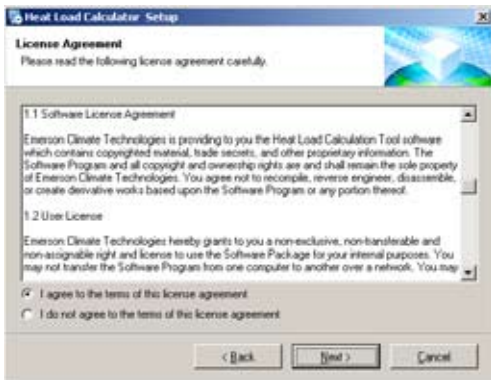 Heat Load Calculator Setup
License Agreement
Please read the following license agreement carefully.
1.1 Software License Agreement
Emerson Climate Technologies is providing to you the Heat Load Calculation Tool software
which contains copyrighted material, trade secrets, and other proprietary information. The
Software Program and all copyright and ownership rights are and shall remain the sole property
of Emerson Climate Technologies. You agree not to recompile, reverse engineer, disassemble,
or create derivative works based upon the Software Program or any portion thereof.
1.2 User License
Emerson Climate Technologies hereby grants to you a non-exclusive, non-transferable and
non-assignable right and license to use the Software Package for your internal purposes. You
may not transfer the Software Program from one computer to another over a network. You may
I agree to the terms of this license agreement
I do not agree to the terms of this license agreement
< Back
Next >
Cancel